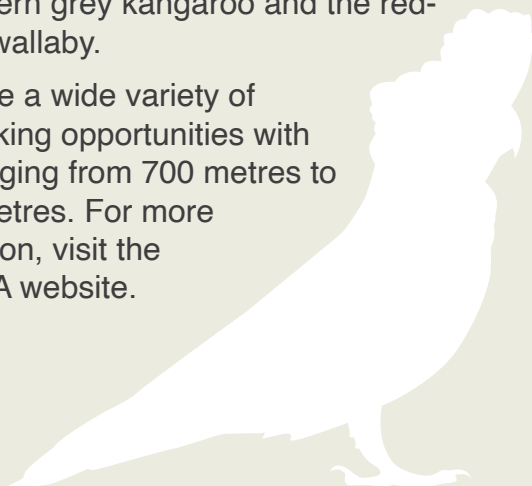 ern grey kangaroo and the red-
wallaby.
e a wide variety of
king opportunities with
ging from 700 metres to
etres. For more
on, visit the
A website.